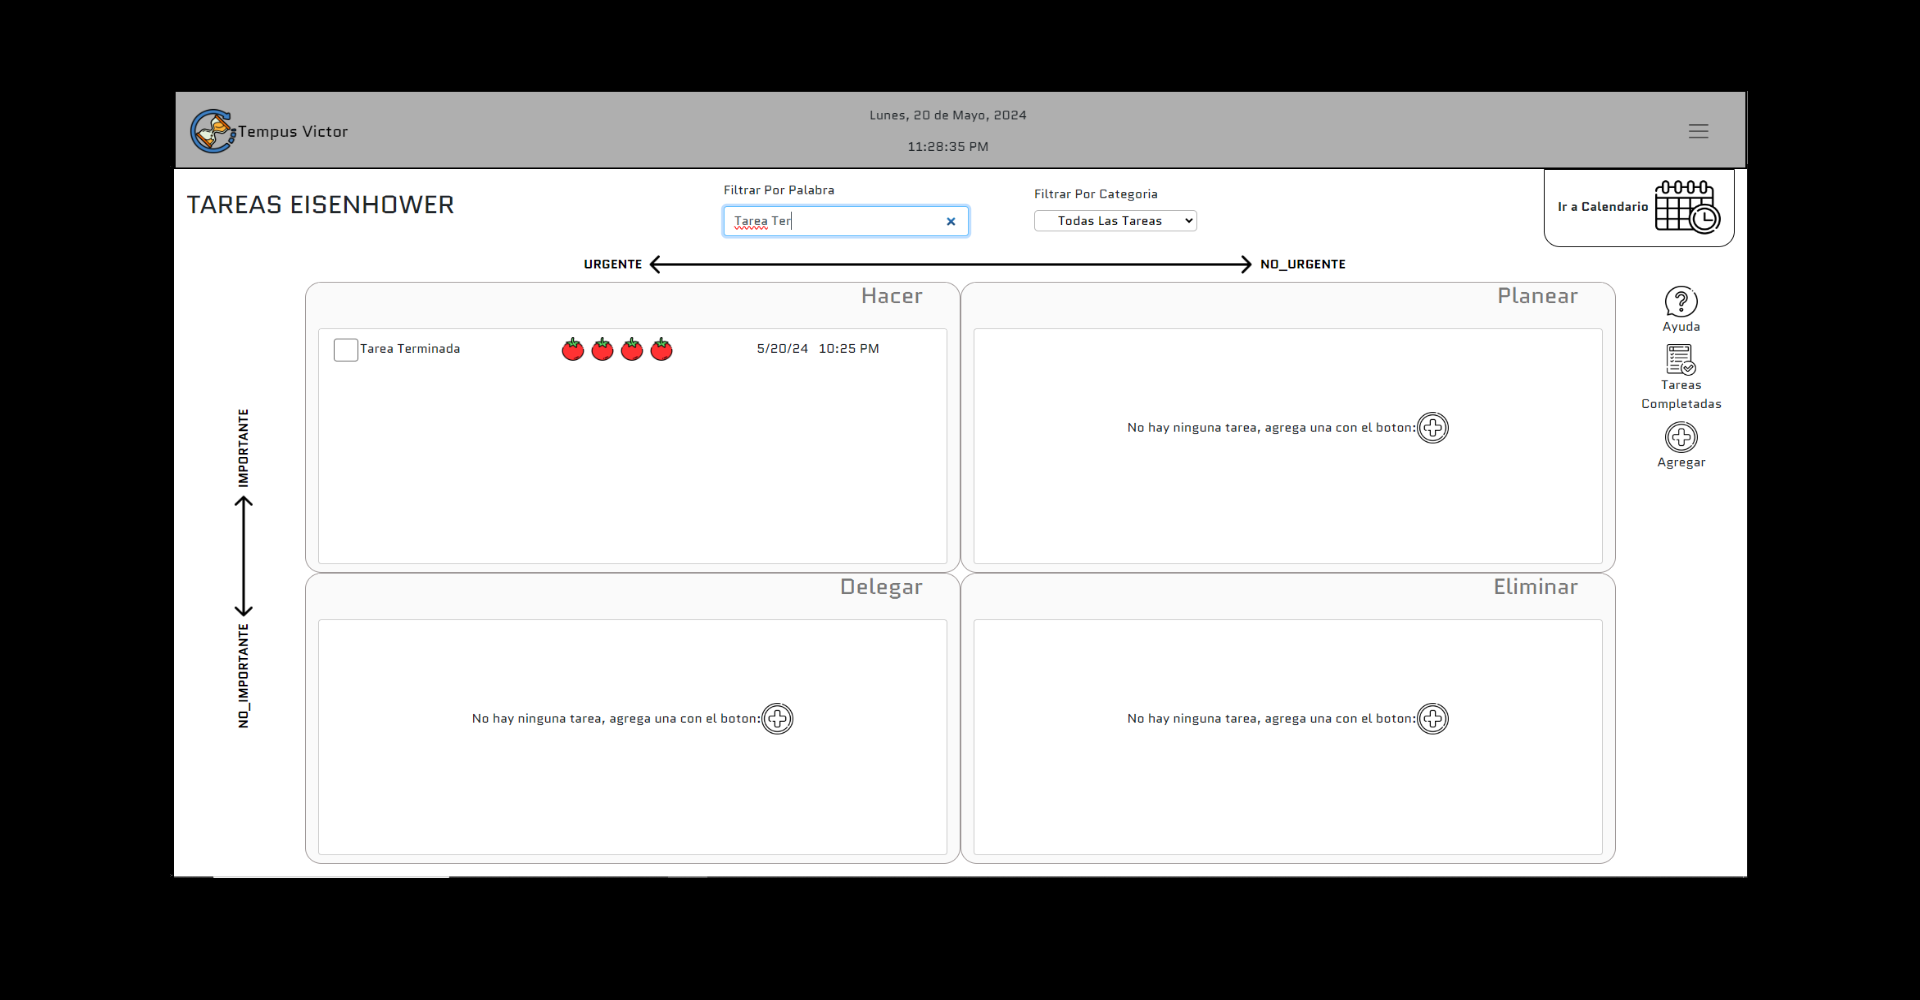 Tempus Victor
Lunes, 20 de Mayo, 2024
11:28:35 PM
TAREAS EISENHOWER
Filtrar Por Palabra
Tarea Ter
Filtrar Por Categoria
Todas Las Tareas
Ir a Calendario
URGENTE
NO_URGENTE
IMPORTANTE
NO_IMPORTANTE
Hacer
Tarea Terminada
5/20/24 10:25 PM
Planear
No hay ninguna tarea, agrega una con el boton:
Delegar
No hay ninguna tarea, agrega una con el boton:
Eliminar
No hay ninguna tarea, agrega una con el boton:
Ayuda
Tareas
Completadas
Agregar